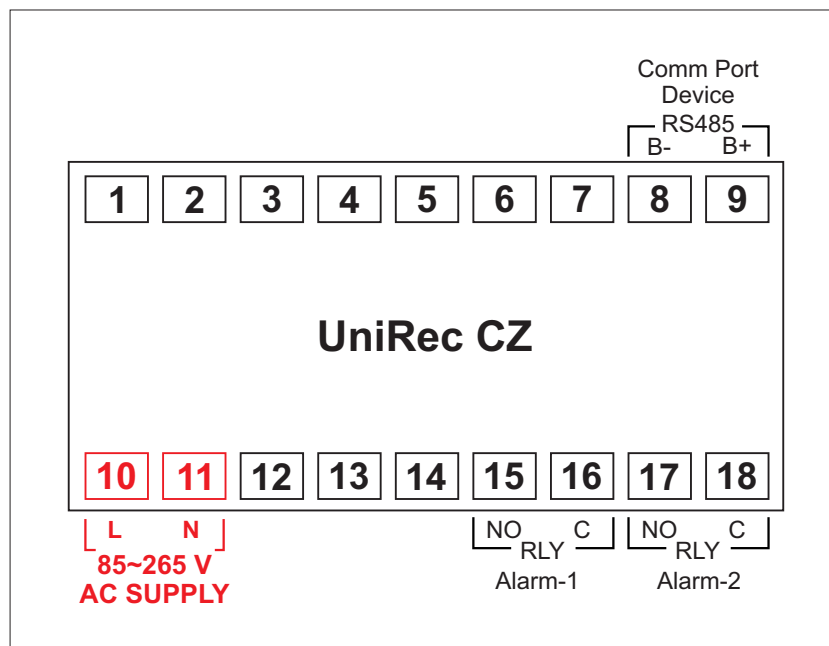 Comm Port
Device
RS485
B- B+
1 2 3 4 5 6 7 8 9
UniRec CZ
10 11 12 13 14 15 16 17 18
L N NO C NO C
RLY RLY
85~265 V
AC SUPPLY
Alarm-1 Alarm-2